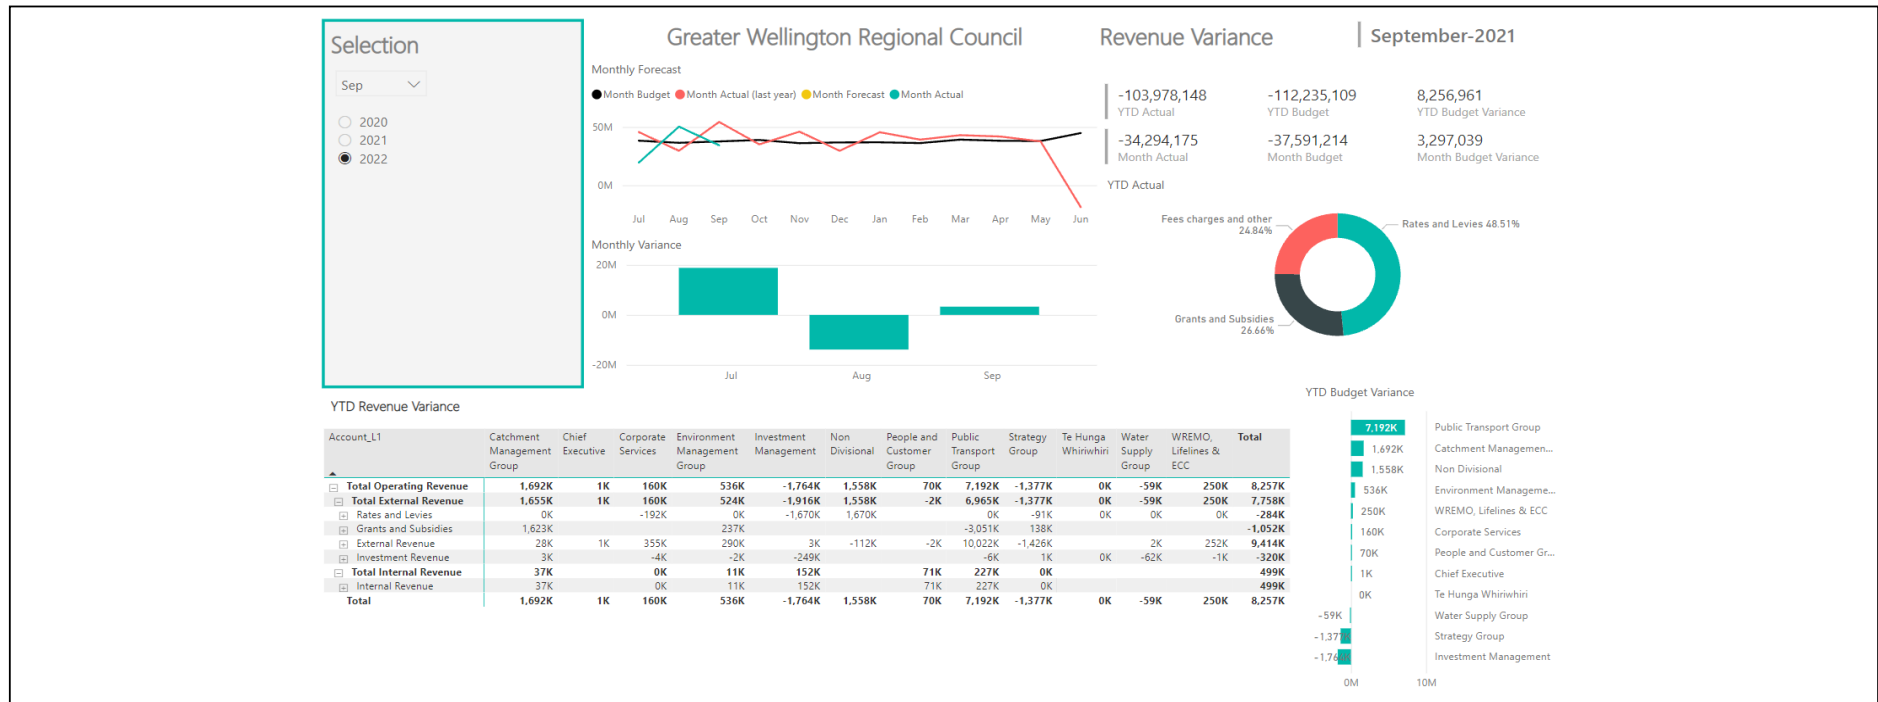 Selection
Sep
2020
2021
2022
Greater Wellington Regional Council
Revenue Variance
September-2021
Monthly Forecast
Month Budget Month Actual (last year) Month Forecast Month Actual
50M
0M
Jul Aug Sep Oct Nov Dec Jan Feb Mar Apr May Jun
Monthly Variance
20M
0M
-20M
Jul Aug Sep
-103,978,148 -112,235,109 8,256,961
YTD Actual YTD Budget YTD Budget Variance
-34,294,175 -37,591,214 3,297,039
Month Actual Month Budget Month Budget Variance
YTD Actual
Fees charges and other
24.84%
Rates and Levies 48.51%
Grants and Subsidies
26.66%
YTD Revenue Variance
Account_L1 Catchment Chief Corporate Environment Investment Non People and Public Strategy Te Hunga Water WREMO, Total
Management Executive Services Management Management Divisional Customer Transport Group Whiriwhiri Supply Lifelines &
Group Group Group Group Group ECC
Total Operating Revenue 1,692K 1K 160K 536K -1,764K 1,558K 70K 7,192K -1,377K 0K -59K 250K 8,257K
Total External Revenue 1,655K 1K 160K 524K -1,916K 1,558K -2K 6,965K -1,377K 0K -59K 250K 7,758K
Rates and Levies 0K -192K 0K -1,670K 1,670K 0K -91K 0K 0K 0K -284K
Grants and Subsidies 1,623K 237K -3,051K 138K -1,052K
External Revenue 28K 1K 355K 290K 3K -112K -2K 10,022K -1,426K 2K 252K 9,414K
Investment Revenue 3K -4K -2K -249K -6K 1K 0K -62K -1K -320K
Total Internal Revenue 37K 0K 11K 152K 71K 227K 0K 499K
Internal Revenue 37K 0K 11K 152K 71K 227K 0K 499K
Total 1,692K 1K 160K 536K -1,764K 1,558K 70K 7,192K -1,377K 0K -59K 250K 8,257K
YTD Budget Variance
7,192K Public Transport Group
1,692K Catchment Managemen...
1,558K Non Divisional
536K Environment Manageme...
250K WREMO, Lifelines & ECC
160K Corporate Services
70K People and Customer Gr...
1K Chief Executive
0K Te Hunga Whiriwhiri
-59K Water Supply Group
-1,377K Strategy Group
-1,764K Investment Management
0M 10M